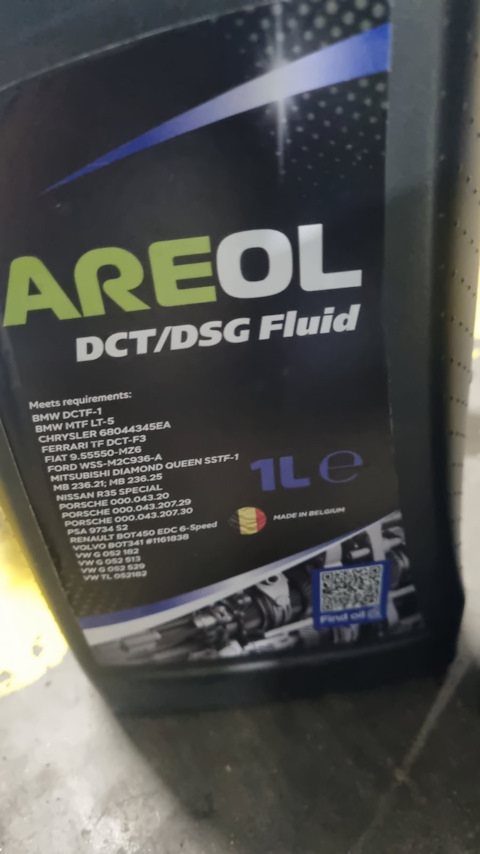 AREOL
DCT/DSG Fluid
Meets requirements:
BMW DCTF-1
BMW MTF LT-5
CHRYSLER 68044345EA
FERRARI TF DCT-F3
FIAT 9.55550-MZ6
FORD WSS-M2C936-A
MITSUBISHI DIAMOND QUEEN SSTF-1
MB 236.21; MB 236.25
NISSAN R35 SPECIAL
PORSCHE 000.043.20
PORSCHE 000.043.207.29
PORSCHE 000.043.207.30
PSA 9734 S2
RENAULT BOT450 EDC 6-Speed
VOLVO BOT341 #1161838
VW G 052 182
VW G 052 513
VW G 052 529
VW TL 052182
1L e
MADE IN BELGIUM
Find oil